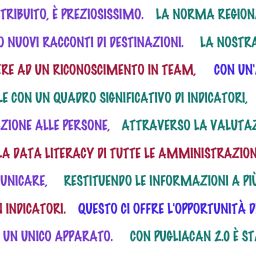 TRIBUITO, È PREZIOSISSIMO. LA NORMA REGION
O NUOVI RACCONTI DI DESTINAZIONI. LA NOSTRA
ERE AD UN RICONOSCIMENTO IN TEAM, CON UN'
LE CON UN QUADRO SIGNIFICATIVO DI INDICATORI,
ZIONE ALLE PERSONE, ATTRAVERSO LA VALUTAZ
LA DATA LITERACY DI TUTTE LE AMMINISTRAZION
UNICARE, RESTITUENDO LE INFORMAZIONI A PIÙ
I INDICATORI. QUESTO CI OFFRE L'OPPORTUNITÀ D
UN UNICO APPARATO. CON PUGLIACAN 2.0 È STA